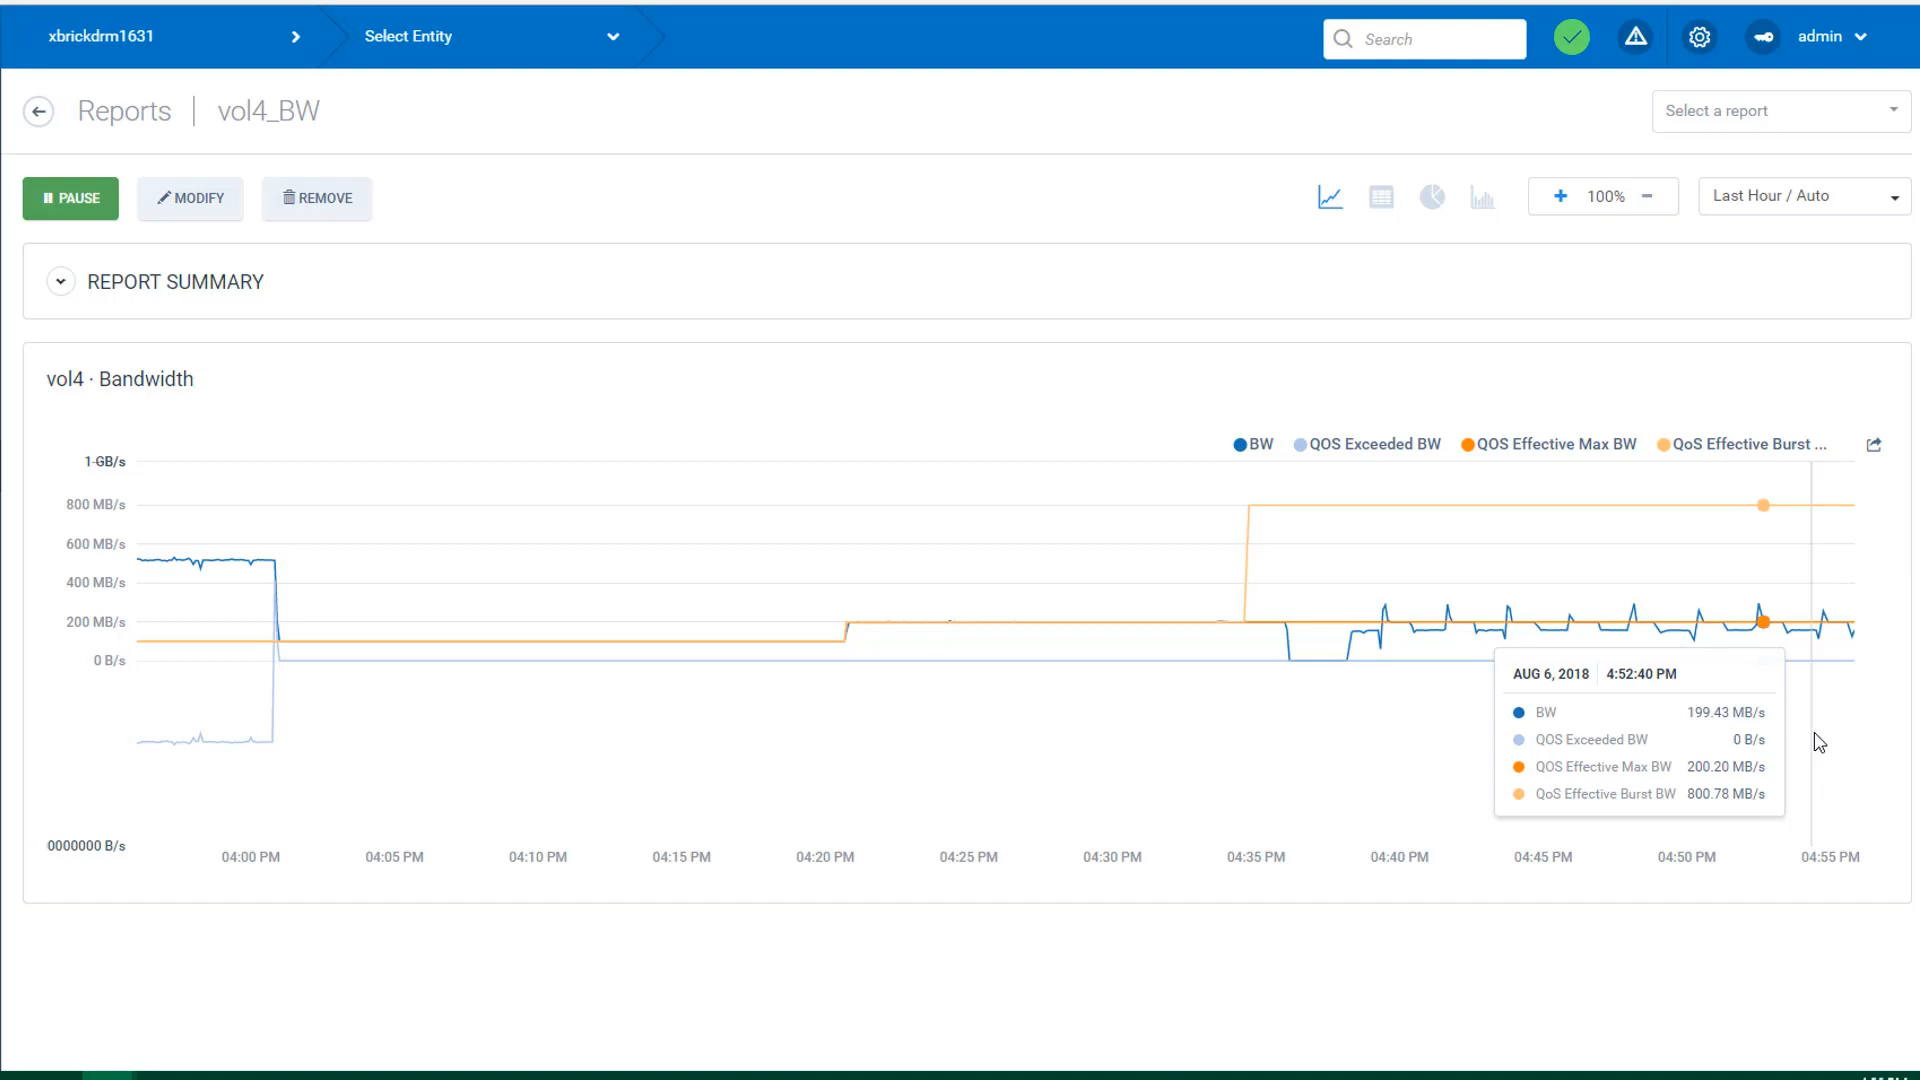 xbrickdrm1631
Select Entity
Search
admin
Reports
vol4_BW
Select a report
PAUSE
MODIFY
REMOVE
100%
Last Hour / Auto
REPORT SUMMARY
vol4 · Bandwidth
BW
QOS Exceeded BW
QOS Effective Max BW
QoS Effective Burst ...
1 GB/s
800 MB/s
600 MB/s
400 MB/s
200 MB/s
0 B/s
0000000 B/s
AUG 6, 2018 4:52:40 PM
BW 199.43 MB/s
QOS Exceeded BW 0 B/s
QOS Effective Max BW 200.20 MB/s
QoS Effective Burst BW 800.78 MB/s
04:00 PM
04:05 PM
04:10 PM
04:15 PM
04:20 PM
04:25 PM
04:30 PM
04:35 PM
04:40 PM
04:45 PM
04:50 PM
04:55 PM